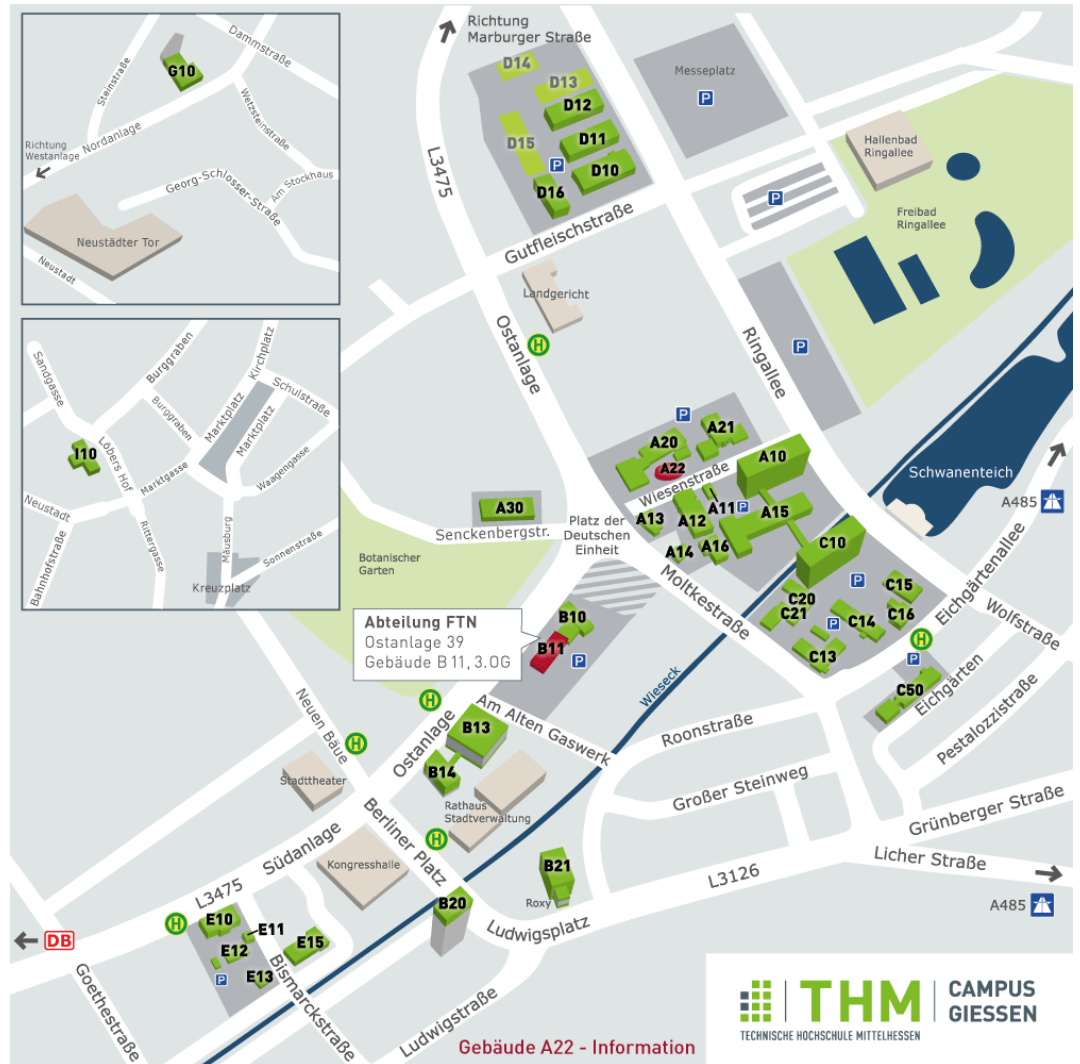 G10
Dammstraße
Steinstraße
Wetzsteinstraße
Nordanlage
Richtung
Westanlage
Georg-Schlosser-Straße
Am Stockhaus
Neustädter Tor
Neustadt
Sandgasse
Burggraben
Kirchplatz
Schulstraße
Burggraben
Marktplatz
Marktplatz
I10
Löbers Hof
Marktgasse
Waagengasse
Neustadt
Rittergasse
Mäusburg
Sonnenstraße
Bahnhofstraße
Kreuzplatz
Richtung
Marburger Straße
L3475
D14
D13
D12
D15
D11
P
D10
D16
Gutfleischstraße
Messeplatz
P
Hallenbad
Ringallee
P
Freibad
Ringallee
Landgericht
H
Ostanlage
Ringallee
P
P
A21
A20
A22
A10
Wiesenstraße
Schwanenteich
A485
A30
Senckenbergstr.
Platz der
Deutschen
Einheit
A13
A12
A11
P
A15
A14
A16
C10
Botanischer
Garten
Moltkestraße
P
C15
C20
C21
C16
P
C14
C13
Eichgärtenallee
Wolfstraße
H
P
C50
Eichgärten
Pestalozzistraße
Abteilung FTN
Ostanlage 39
Gebäude B 11, 3.OG
B10
B11
P
Wieseck
H
Am Alten Gaswerk
Roonstraße
Neuen Bäue
H
Ostanlage
B13
B14
Stadttheater
Rathaus
Stadtverwaltung
Großer Steinweg
Grünberger Straße
Berliner Platz
H
Südanlage
Kongresshalle
Licher Straße
A485
L3475
B21
Roxy
L3126
B20
Ludwigsplatz
H
E10
E11
E12
E15
P
E13
DB
Goethestraße
Bismarckstraße
Ludwigstraße
Gebäude A22 - Information
THM
CAMPUS
GIESSEN
TECHNISCHE HOCHSCHULE MITTELHESSEN